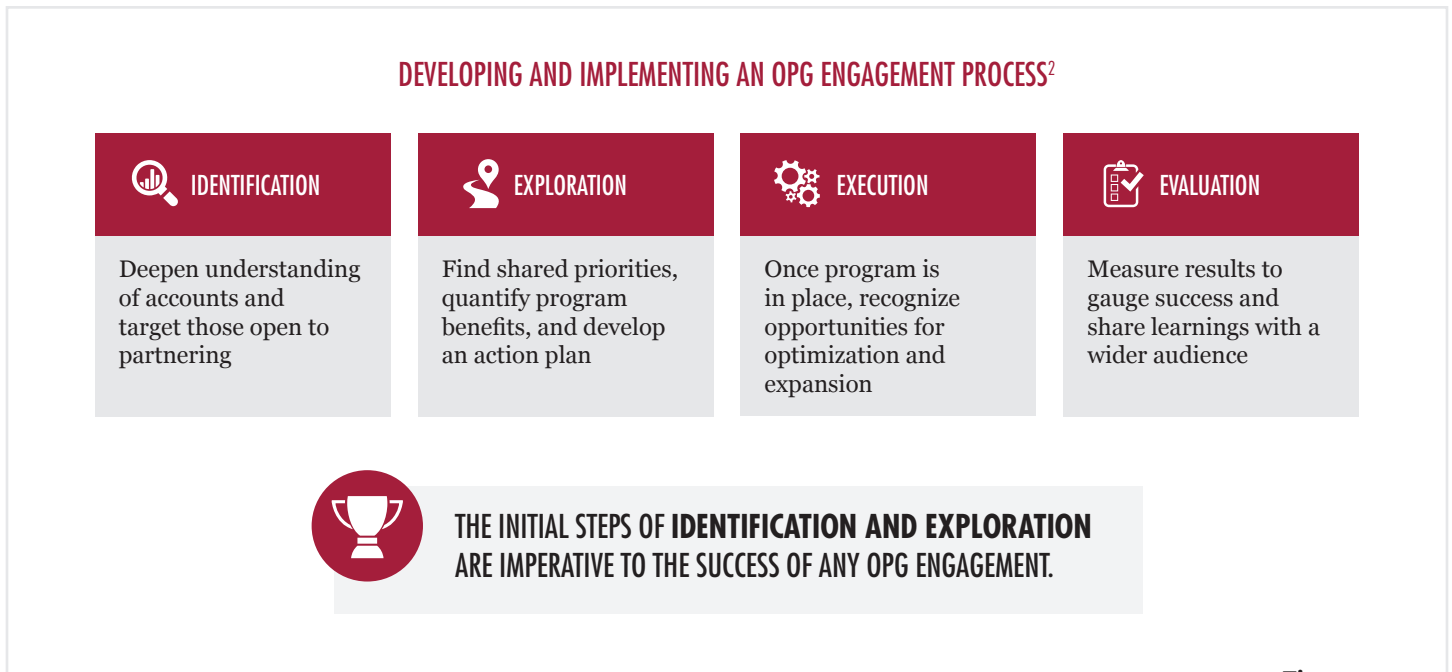 DEVELOPING AND IMPLEMENTING AN OPG ENGAGEMENT PROCESS2
IDENTIFICATION
Deepen understanding
of accounts and
target those open to
partnering
EXPLORATION
Find shared priorities,
quantify program
benefits, and develop
an action plan
EXECUTION
Once program is
in place, recognize
opportunities for
optimization and
expansion
EVALUATION
Measure results to
gauge success and
share learnings with a
wider audience
THE INITIAL STEPS OF IDENTIFICATION AND EXPLORATION
ARE IMPERATIVE TO THE SUCCESS OF ANY OPG ENGAGEMENT.